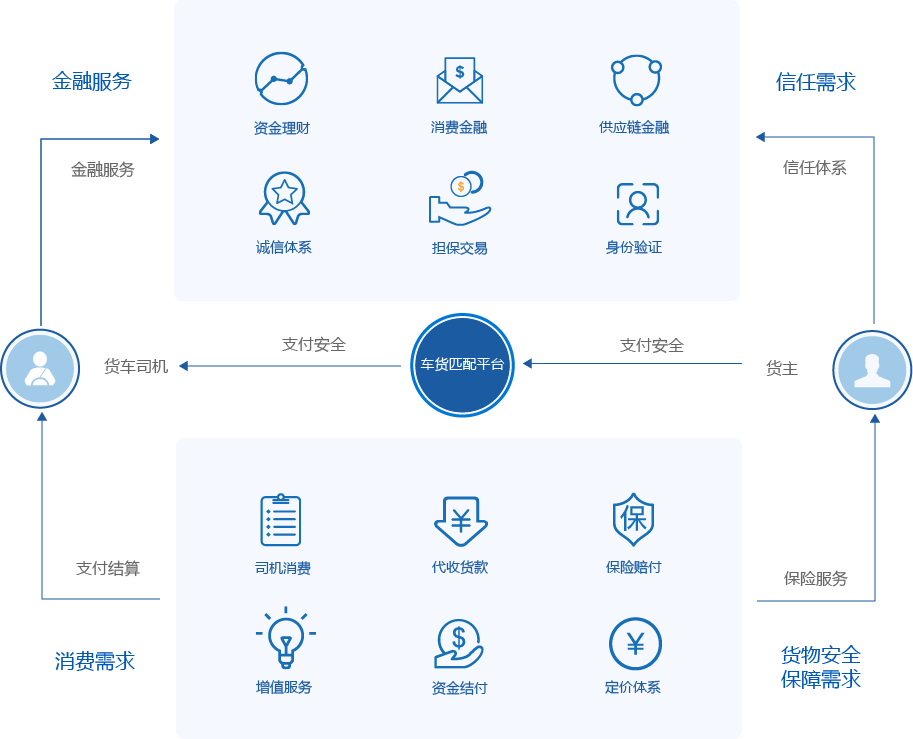 金融服务
信任需求
$
资金理财
消费金融
供应链金融
金融服务
信任体系
$
诚信体系
担保交易
身份验证
支付安全
支付安全
货车司机
车货匹配平台
货主
¥
保
司机消费
代收货款
保险赔付
支付结算
保险服务
$
¥
消费需求
货物安全
保障需求
增值服务
资金结付
定价体系